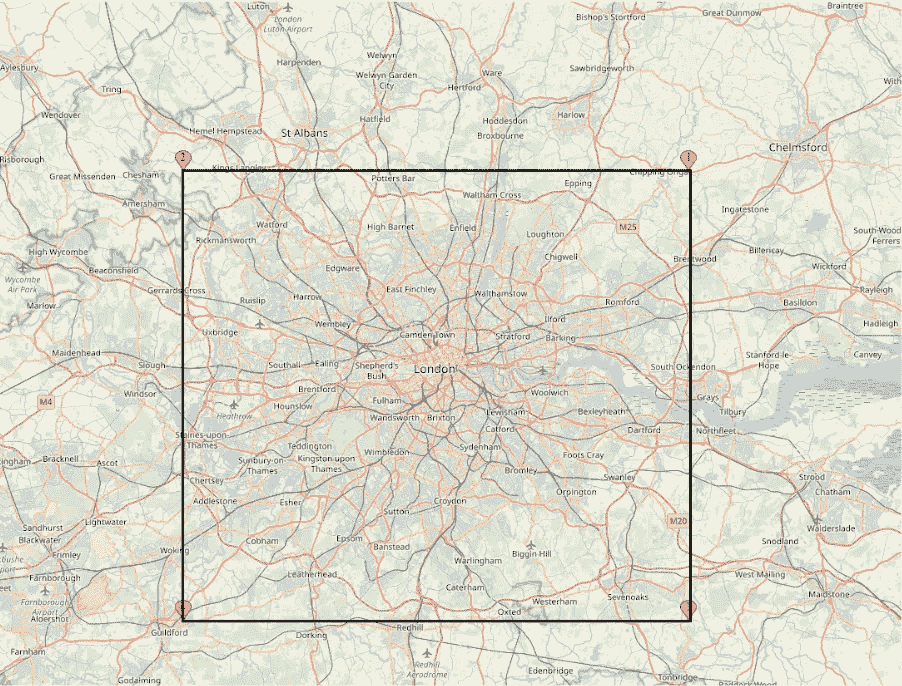 Luton
London
Luton Airport
Bishop's Stortford
Great Dunmow
Braintree
Aylesbury
Harpenden
Welwyn
Welwyn Garden
City
Ware
Hertford
Sawbridgeworth
With
Tring
Wendover
Hemel Hempstead
St Albans
Hatfield
Hoddesdon
Broxbourne
Harlow
Chelmsford
Risborough
Great Missenden
Chesham
2
Kings Langley
Potters Bar
1
Chipping Ongar
Amersham
Waltham Cross
Epping
Ingatestone
Watford
Rickmansworth
High Barnet
Enfield
Loughton
M25
South-Wood
Ferrers
High Wycombe
Wycombe
Air Park
Beaconsfield
Edgware
Chigwell
Brentwood
Billericay
Wickford
Marlow
Gerrards Cross
Ruislip
Harrow
East Finchley
Walthamstow
Romford
Basildon
Rayleigh
Uxbridge
Wembley
Camden Town
Stratford
Ilford
Barking
Hadleigh
Maidenhead
Slough
Southall
Ealing
Shepherd's
Bush
London
South Ockendon
Stanford-le-
Hope
Canvey
M4
Windsor
Heathrow
Brentford
Hounslow
Fulham
Wandsworth
Brixton
Lewisham
Woolwich
Bexleyheath
Grays
Tilbury
Staines-upon-
Thames
Teddington
Kingston upon
Thames
Wimbledon
Catford
Sydenham
Dartford
Northfleet
ingham
Bracknell
Ascot
Sunbury-on-
Thames
Chertsey
Bromley
Foots Cray
Swanley
Strood
Chatham
Addlestone
Esher
Sutton
Croydon
Orpington
M20
Sandhurst
Blackwater
Lightwater
Walderslade
Frimley
Woking
Cobham
Epsom
Banstead
Warlingham
Biggin-Hill
Snodland
Farnborough
Farnborough
Airport
Leatherhead
Caterham
West Malling
Aldershot
Guildford
Oxted
Westerham
Sevenoaks
Maidstone
Farnham
Dorking
Redhill
Redhill
Aerodrome
Edenbridge
Tonbridge
Godalming
Paddock Wood